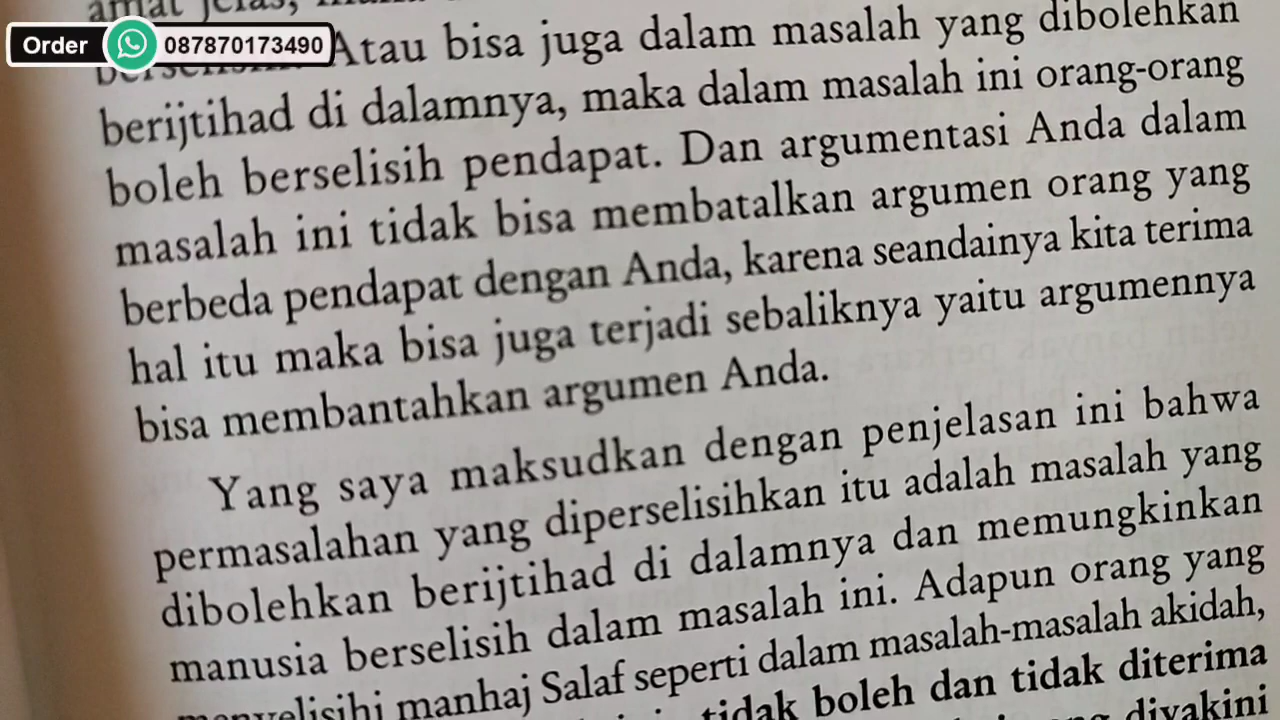 Order 087870173490
amat jelas,
Atau bisa juga dalam masalah yang dibolehkan
berijtihad di dalamnya, maka dalam masalah ini orang-orang
boleh berselisih pendapat. Dan argumentasi Anda dalam
masalah ini tidak bisa membatalkan argumen orang yang
berbeda pendapat dengan Anda, karena seandainya kita terima
hal itu maka bisa juga terjadi sebaliknya yaitu argumennya
bisa membantahkan argumen Anda.
Yang saya maksudkan dengan penjelasan ini bahwa
permasalahan yang diperselisihkan itu adalah masalah yang
dibolehkan berijtihad di dalamnya dan memungkinkan
manusia berselisih dalam masalah ini. Adapun orang yang
menyelisihi manhaj Salaf seperti dalam masalah-masalah akidah,
tidak boleh dan tidak diterima
diyakini